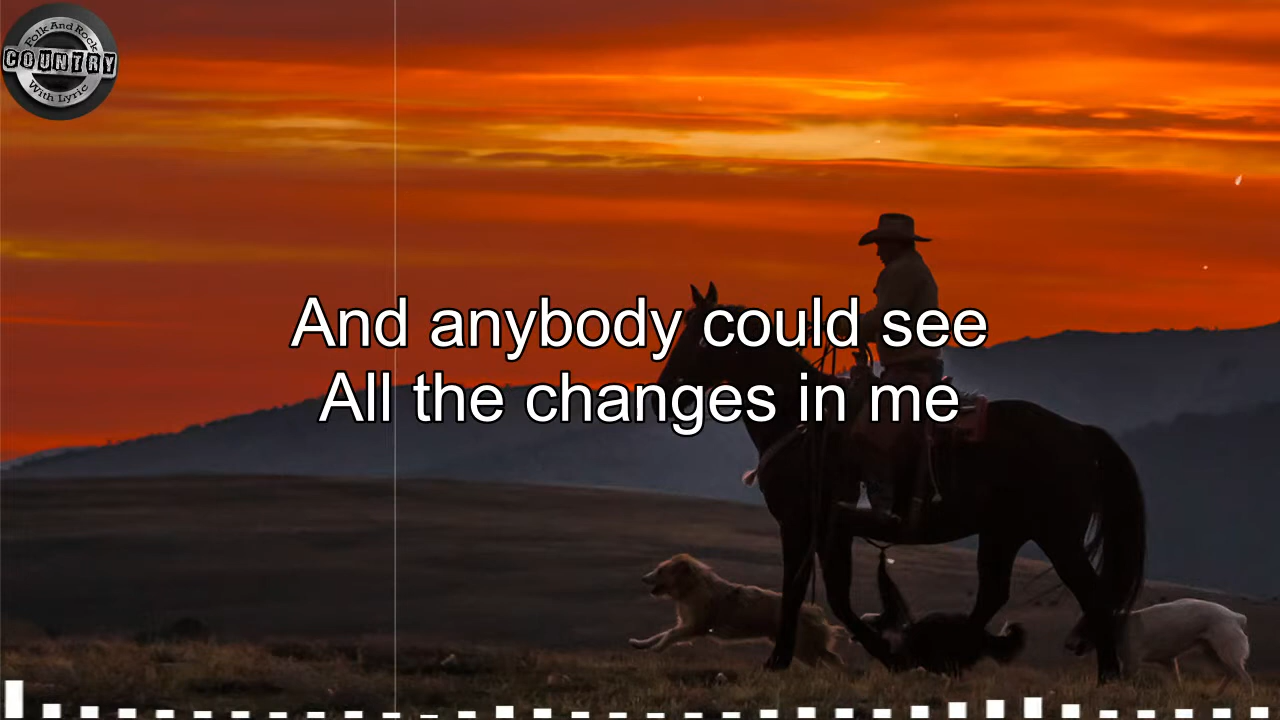 Folk And Rock
COUNTRY
With Lyric
And anybody could see
All the changes in me